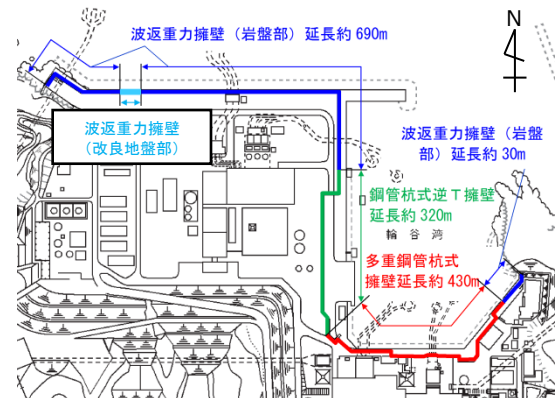 波返重力擁壁（岩盤部）延長約 690m
N
波返重力擁壁
（改良地盤部）
波返重力擁壁（岩盤
部）延長約 30m
鋼管杭式逆Ｔ擁壁
延長約 320m
輪谷湾
多重鋼管杭式
擁壁延長約 430m